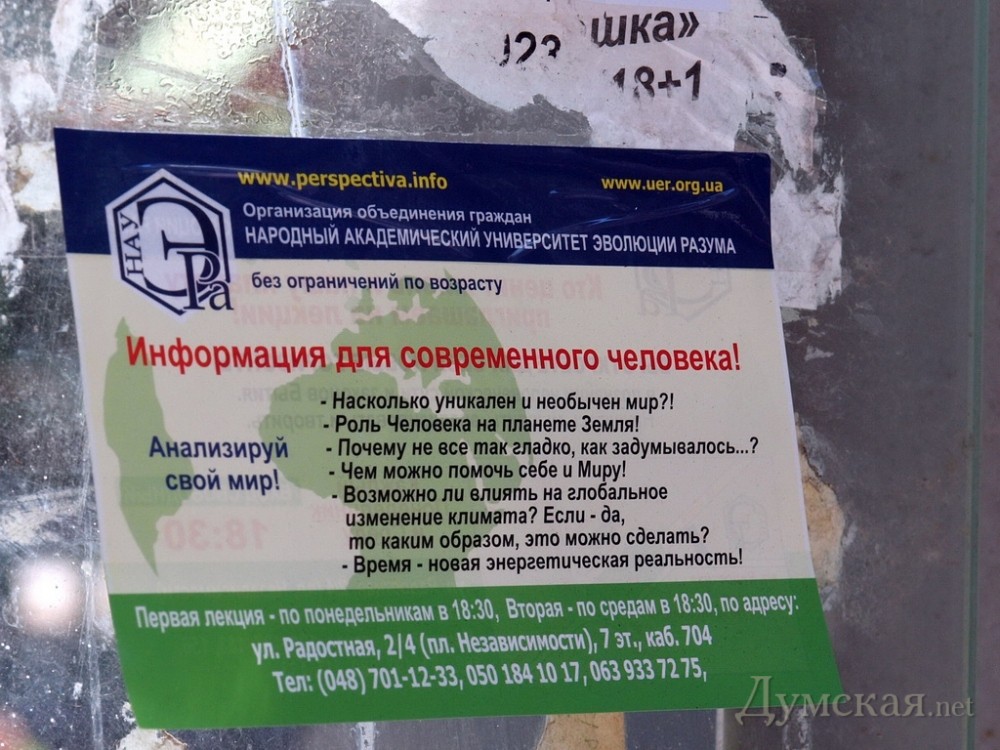 шка»
18+1
www.perspectiva.info
www.uer.org.ua
НАУ
ЭРа
Организация объединения граждан
НАРОДНЫЙ АКАДЕМИЧЕСКИЙ УНИВЕРСИТЕТ ЭВОЛЮЦИИ РАЗУМА
без ограничений по возрасту
Информация для современного человека!
Анализируй
свой мир!
- Насколько уникален и необычен мир?!
- Роль Человека на планете Земля!
- Почему не все так гладко, как задумывалось...?
- Чем можно помочь себе и Миру!
- Возможно ли влиять на глобальное
изменение климата? Если - да,
то каким образом, это можно сделать?
- Время - новая энергетическая реальность!
18:30
Первая лекция - по понедельникам в 18:30, Вторая - по средам в 18:30, по адресу:
ул. Радостная, 2/4 (пл. Независимости), 7 эт., каб. 704
Тел: (048) 701-12-33, 050 184 10 17, 063 933 72 75,
Думская.net